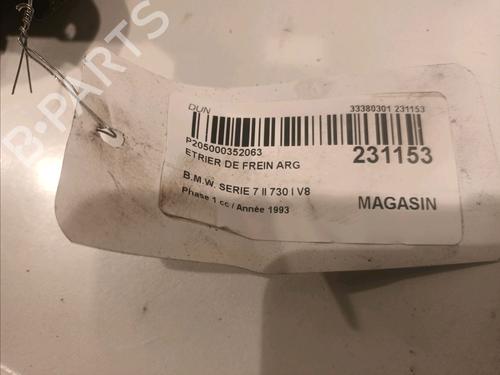 B-PARTS
DUN
33380301 231153
P205000352063
ETRIER DE FREIN ARG
231153
B.M.W. SERIE 7 II 730 I V8
Phase 1 cc / Année 1993
MAGASIN